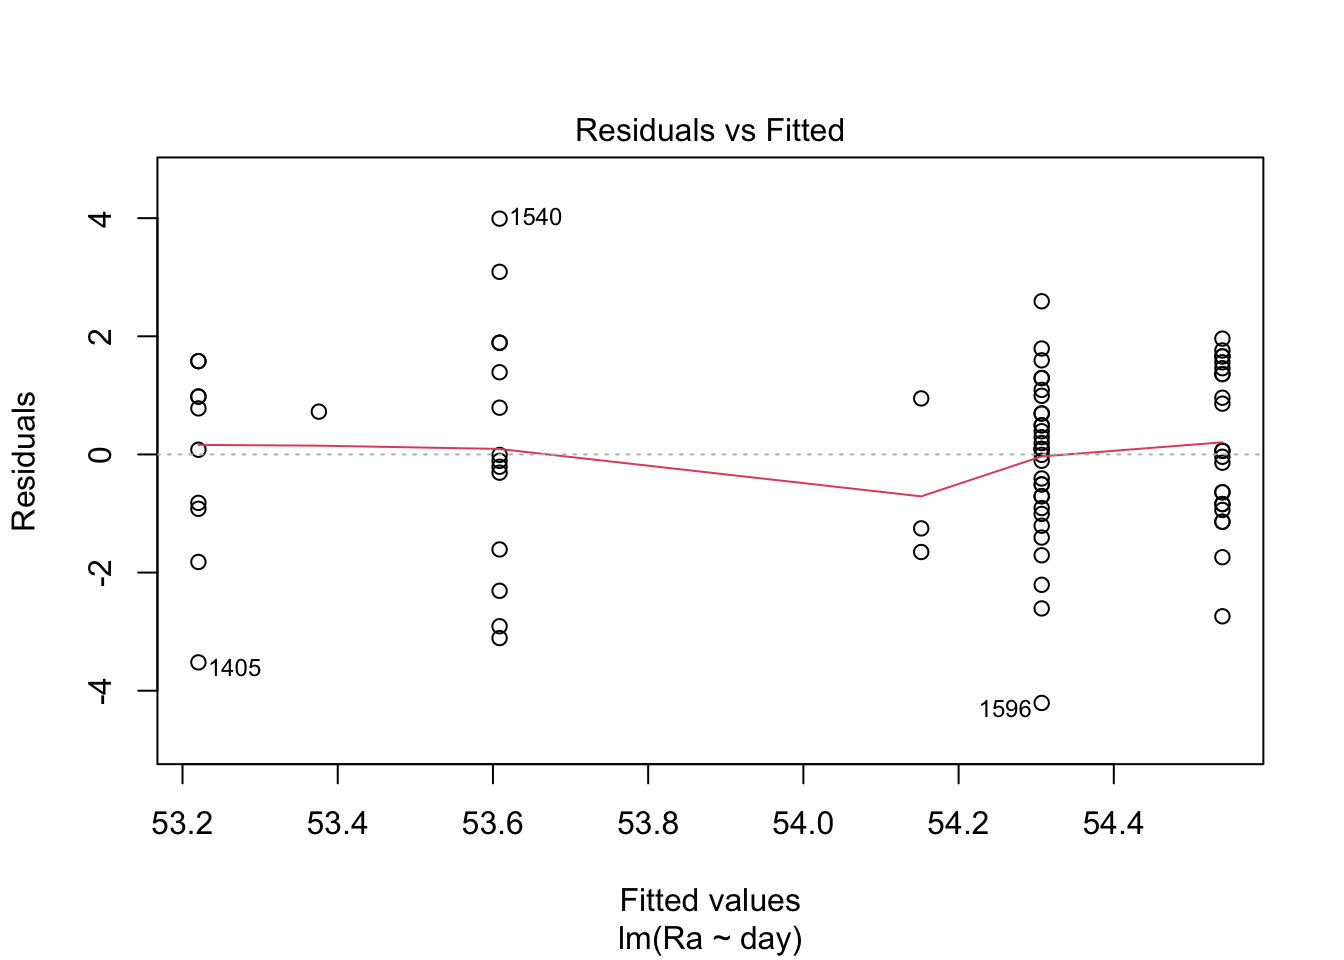 Residuals vs Fitted
Residuals
4
2
0
-2
-4
1540
1405
1596
53.2 53.4 53.6 53.8 54.0 54.2 54.4
Fitted values
lm(Ra ~ day)